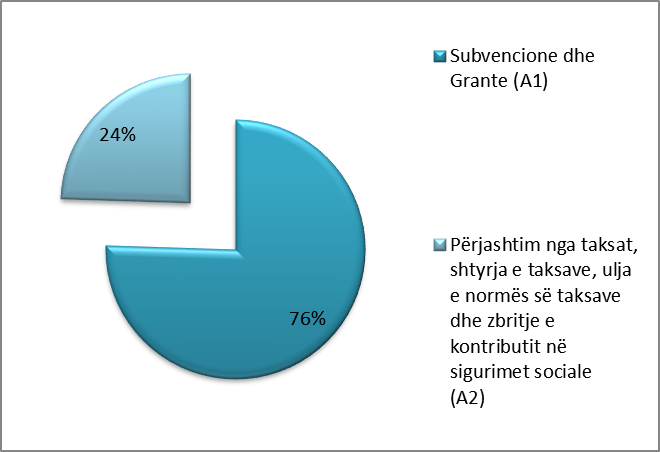 Subvencione dhe
Grante (A1)
24%
76%
Përjashtim nga taksat,
shtyrja e taksave, ulja
e normës së taksave
dhe zbritje e
kontributit në
sigurimet sociale
(A2)